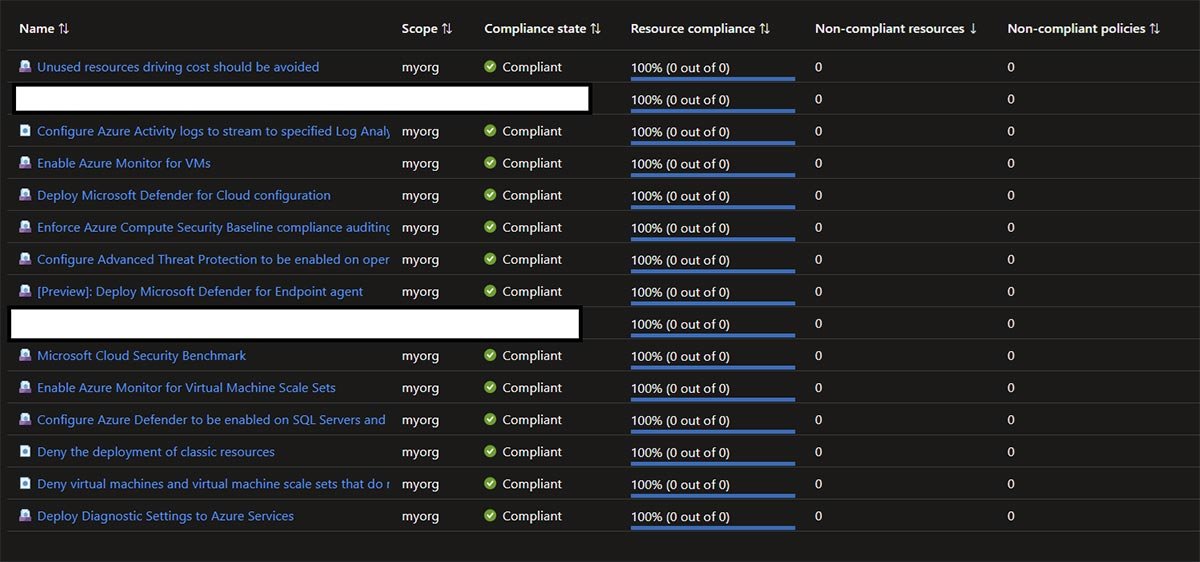 Name Scope Compliance state Resource compliance Non-compliant resources Non-compliant policies
Unused resources driving cost should be avoided myorg Compliant 100% (0 out of 0) 0 0
100% (0 out of 0) 0 0
Configure Azure Activity logs to stream to specified Log Analy myorg Compliant 100% (0 out of 0) 0 0
Enable Azure Monitor for VMs myorg Compliant 100% (0 out of 0) 0 0
Deploy Microsoft Defender for Cloud configuration myorg Compliant 100% (0 out of 0) 0 0
Enforce Azure Compute Security Baseline compliance auditing myorg Compliant 100% (0 out of 0) 0 0
Configure Advanced Threat Protection to be enabled on oper myorg Compliant 100% (0 out of 0) 0 0
[Preview]: Deploy Microsoft Defender for Endpoint agent myorg Compliant 100% (0 out of 0) 0 0
100% (0 out of 0) 0 0
Microsoft Cloud Security Benchmark myorg Compliant 100% (0 out of 0) 0 0
Enable Azure Monitor for Virtual Machine Scale Sets myorg Compliant 100% (0 out of 0) 0 0
Configure Azure Defender to be enabled on SQL Servers and myorg Compliant 100% (0 out of 0) 0 0
Deny the deployment of classic resources myorg Compliant 100% (0 out of 0) 0 0
Deny virtual machines and virtual machine scale sets that do myorg Compliant 100% (0 out of 0) 0 0
Deploy Diagnostic Settings to Azure Services myorg Compliant 100% (0 out of 0) 0 0